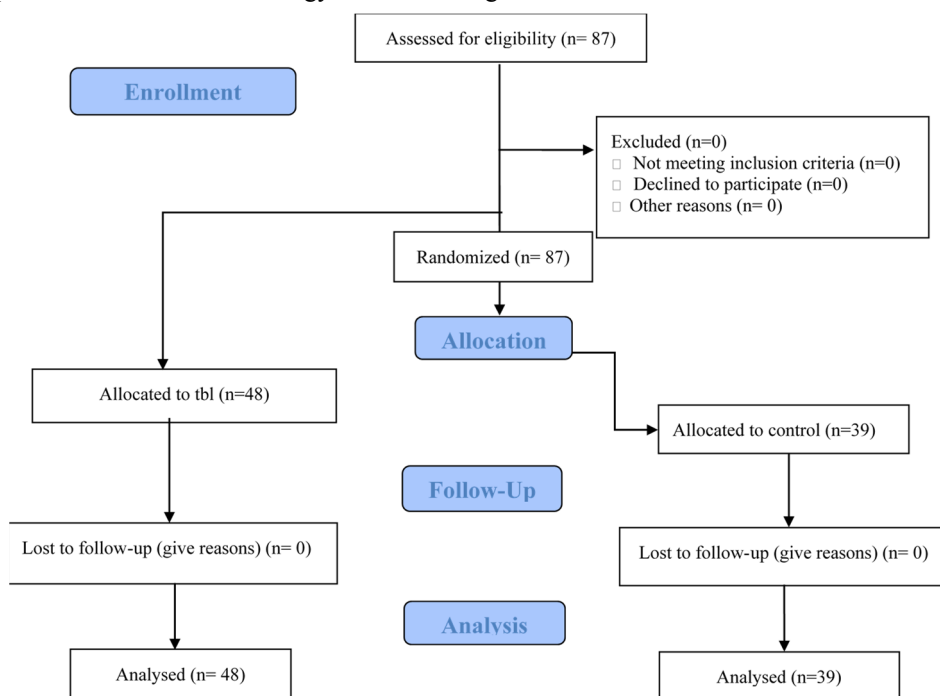 Assessed for eligibility (n= 87)
Enrollment
Excluded (n=0)
Not meeting inclusion criteria (n=0)
Declined to participate (n=0)
Other reasons (n= 0)
Randomized (n= 87)
Allocation
Allocated to tbl (n=48)
Allocated to control (n=39)
Follow-Up
Lost to follow-up (give reasons) (n= 0)
Lost to follow-up (give reasons) (n= 0)
Analysis
Analysed (n= 48)
Analysed (n=39)